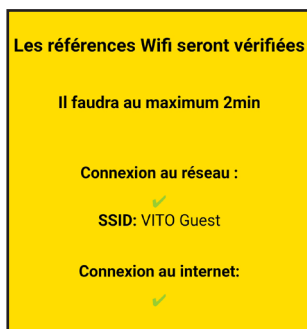 Les références Wifi seront vérifiées
Il faudra au maximum 2min
Connexion au réseau :
✔
SSID: VITO Guest
Connexion au internet:
✔